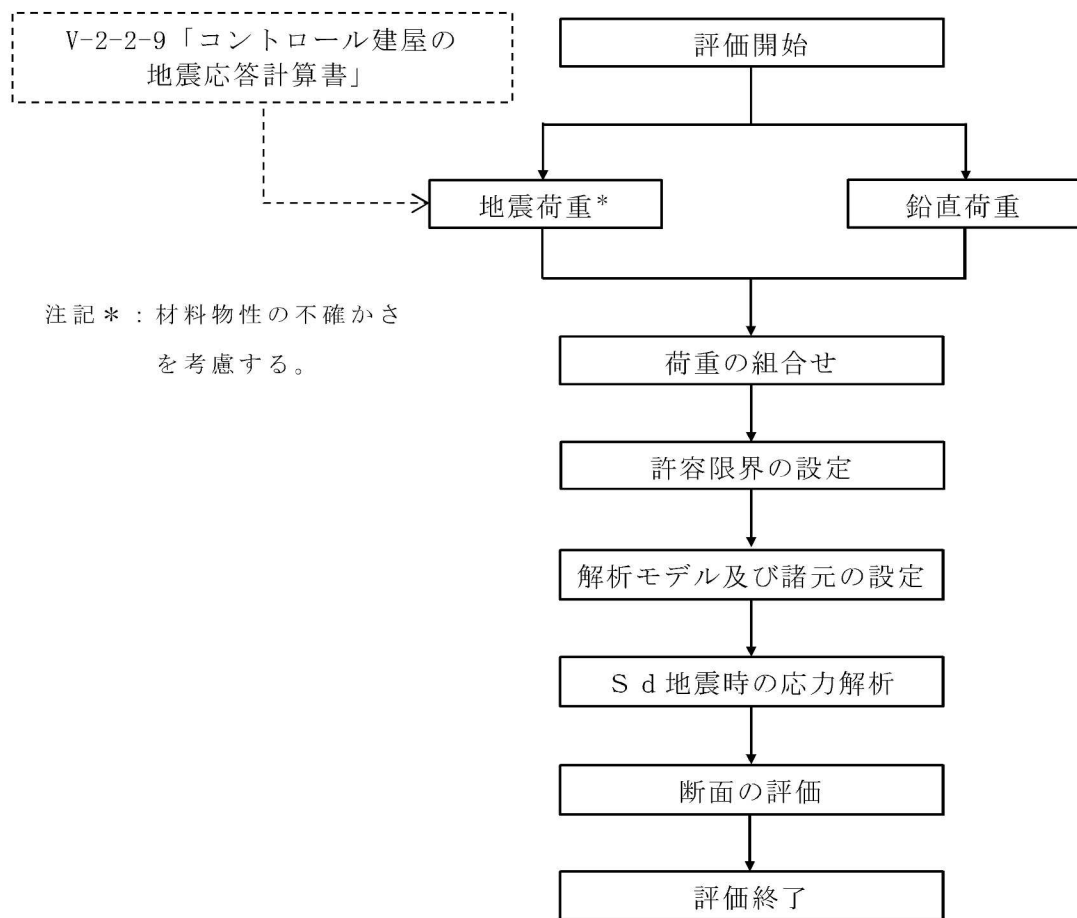 V-2-2-9「コントロール建屋の
地震応答計算書」
評価開始
地震荷重*
鉛直荷重
注記＊：材料物性の不確かさ
を考慮する。
荷重の組合せ
許容限界の設定
解析モデル及び諸元の設定
Ｓｄ地震時の応力解析
断面の評価
評価終了